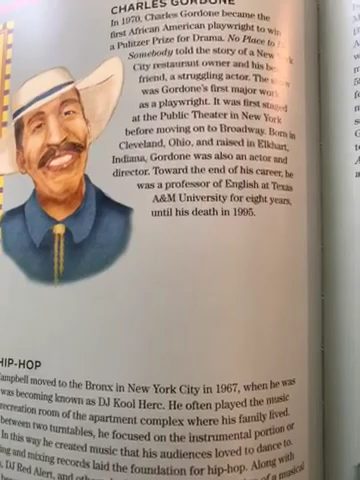 CHARLES GORDONE
In 1970, Charles Gordone became the
first African American playwright to win
a Pulitzer Prize for Drama. No Place to
Somebody told the story of a New
City restaurant owner and his
friend, a struggling actor. The
was Gordone's first major
as a playwright. It was first staged
at the Public Theater in New York
before moving on to Broadway. Born in
Cleveland, Ohio, and raised in Elkhart,
Indiana, Gordone was also an actor and
director. Toward the end of his career, he
was a professor of English at Texas
A&M University for eight years,
until his death in 1995.
HIP-HOP
Campbell moved to the Bronx in New York City in 1967, when he
was becoming known as DJ Kool Herc. He often played the music
recreation room of the apartment complex where his family lived.
between two turntables, he focused on the instrumental portion or
In this way he created music that his audiences loved to dance to.
and mixing records laid the foundation for hip-hop. Along with
DJ Red Alert, and of a musical